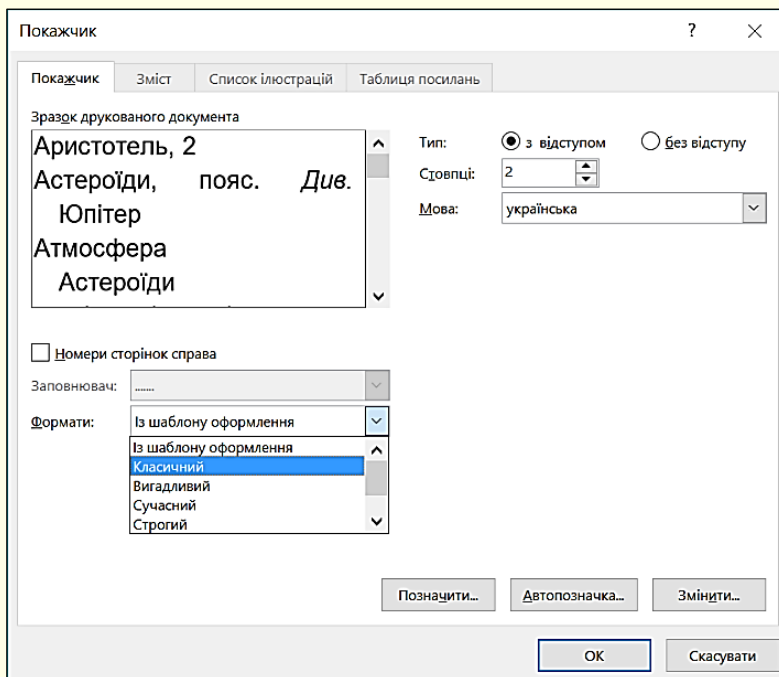 Покажчик
?
Покажчик Зміст Список ілюстрацій Таблиця посилань
Зразок друкованого документа
Аристотель, 2
Астероїди, пояс. Див.
Юпітер
Атмосфера
Астероїди
Тип: з відступом без відступу
Стовпці: 2
Мова: українська
Номери сторінок справа
Заповнювач: .......
Формати: Із шаблону оформлення
Із шаблону оформлення
Класичний
Вигадливий
Сучасний
Строгий
Позначити... Автопозначка... Змінити...
ОК Скасувати